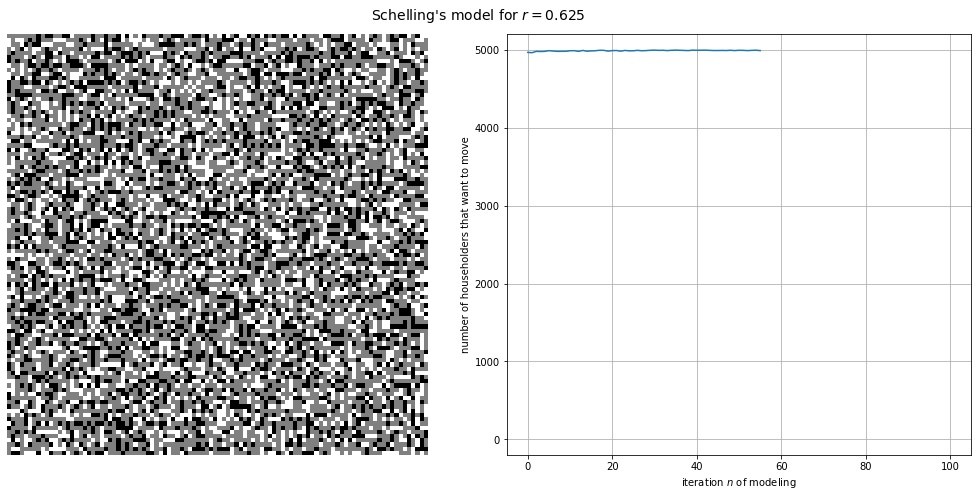 Schelling's model for r = 0.625
number of householders that want to move
5000
4000
3000
2000
1000
0
0 20 40 60 80 100
iteration n of modeling